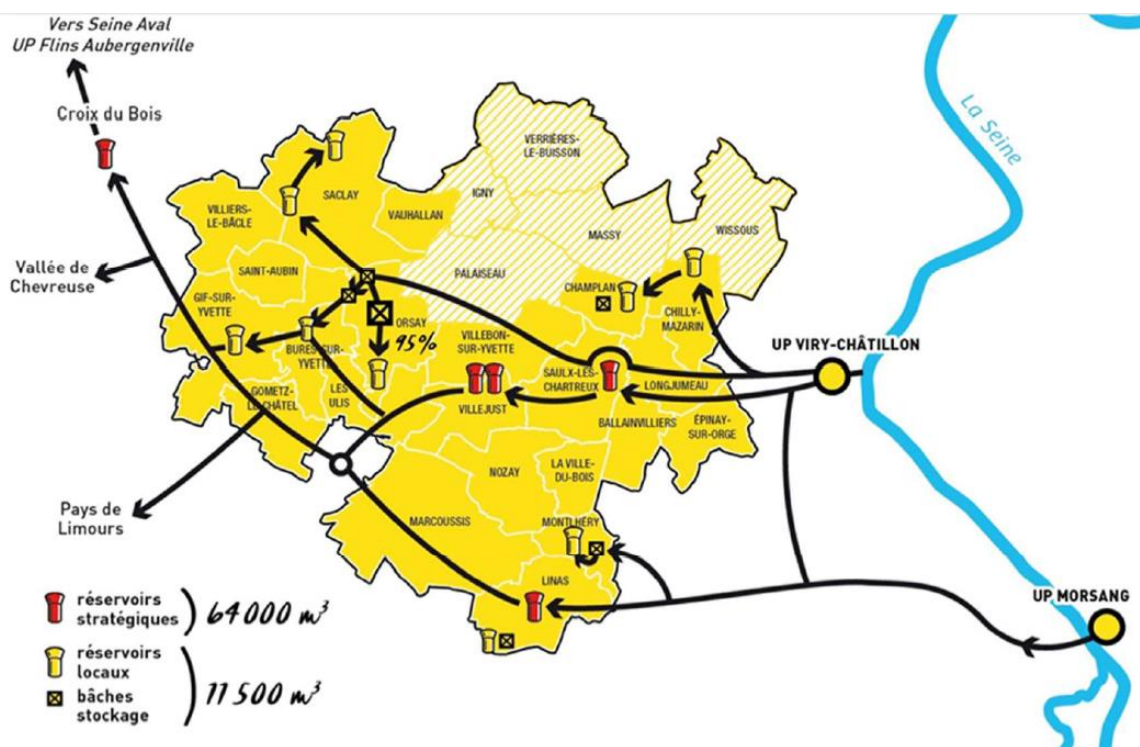 Vers Seine Aval
UP Flins Aubergenville
Croix du Bois
La Seine
VERRIÈRES-
LE-BUISSON
IGNY
SACLAY
VILLIERS-
LE-BÂCLE
VAUHALLAN
MASSY
WISSOUS
Vallée de
Chevreuse
SAINT-AUBIN
PALAISEAU
CHAMPLAN
GIF-SUR-
YVETTE
CHILLY-
MAZARIN
ORSAY
95%
VILLEBON-
SUR-YVETTE
UP VIRY-CHÂTILLON
BURES-SUR-
YVETTE
SAULX-LES-
CHARTREUX
LONGJUMEAU
GOMETZ-
LE-CHÂTEL
LES
ULIS
VILLEJUST
BALLAINVILLIERS
ÉPINAY-
SUR-ORGE
NOZAY
LA VILLE-
DU-BOIS
Pays de
Limours
MARCOUSSIS
MONTLHÉRY
LINAS
UP MORSANG
réservoirs
stratégiques
64000 m³
réservoirs
locaux
bâches
stockage
11500 m³